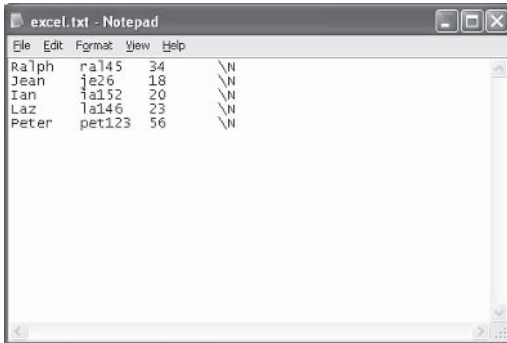 excel.txt - Notepad
File Edit Format View Help
Ralph ral45 34 \N
Jean je26 18 \N
Ian ia152 20 \N
Laz la146 23 \N
Peter pet123 56 \N